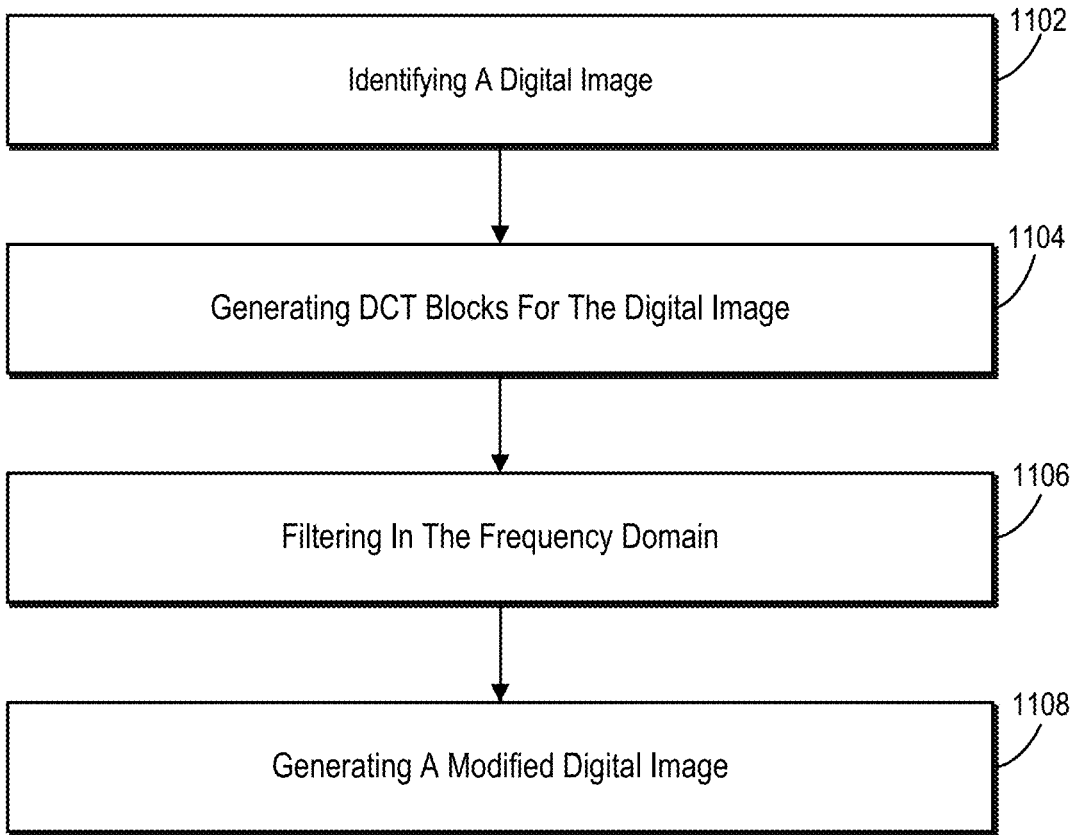 1102
Identifying A Digital Image
1104
Generating DCT Blocks For The Digital Image
1106
Filtering In The Frequency Domain
1108
Generating A Modified Digital Image